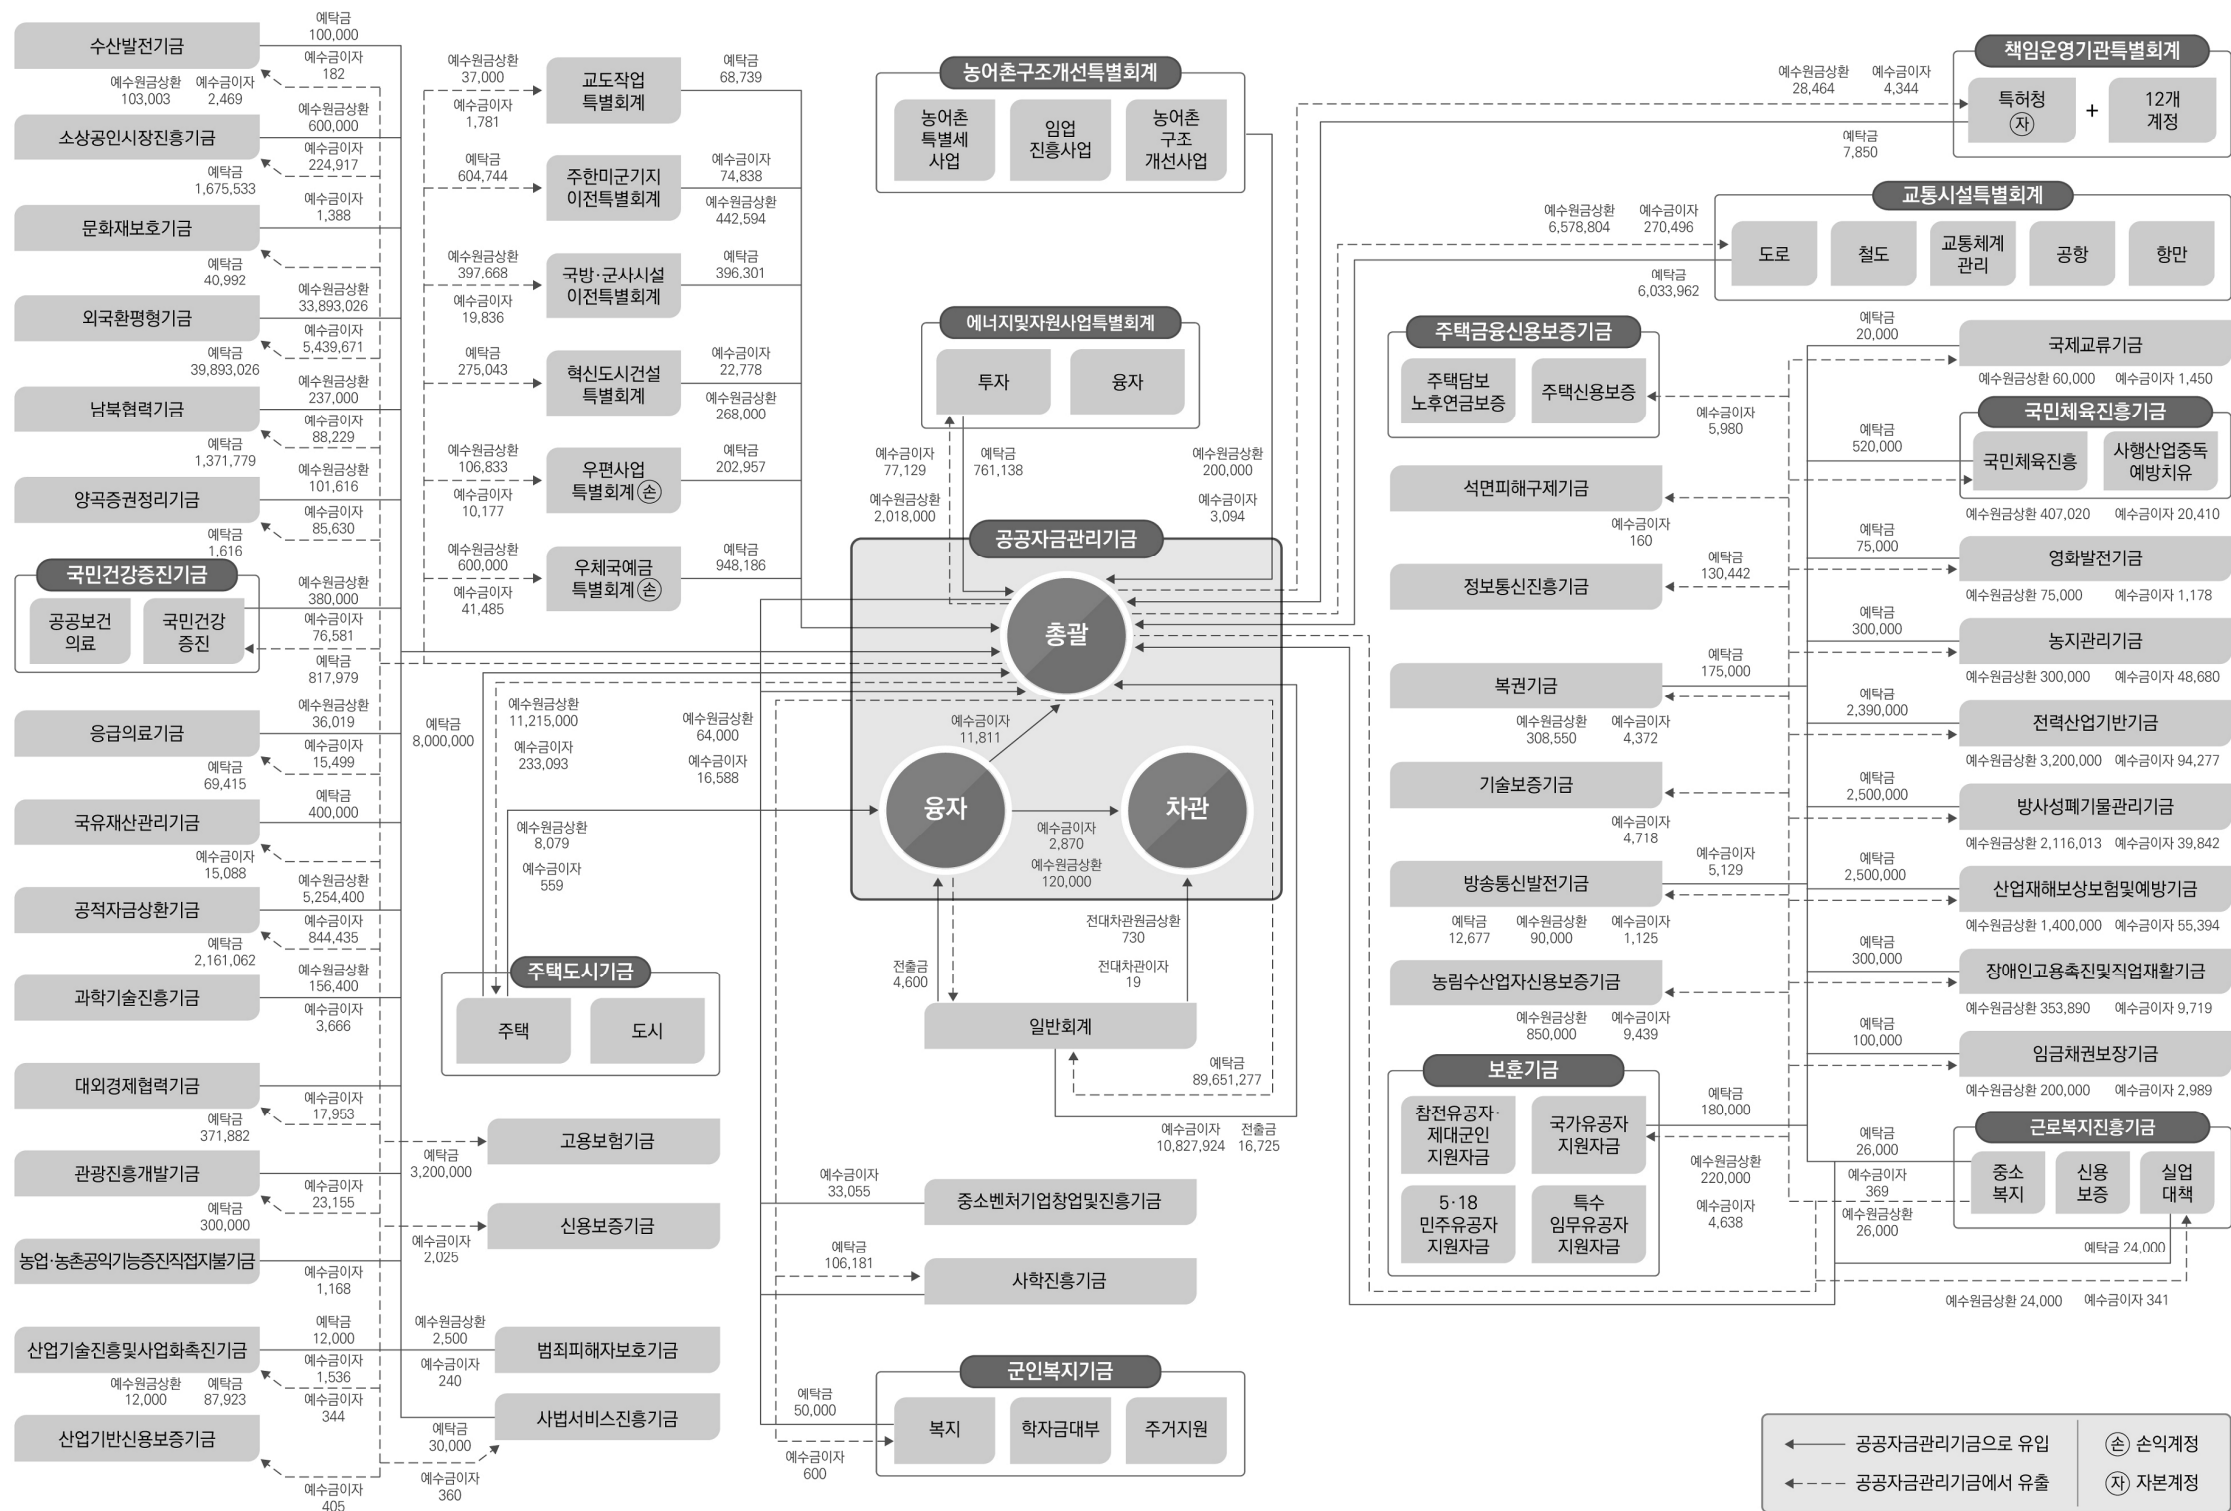 수산발전기금
예탁금
100,000
예수금이자
182
예수원금상환
103,003
예수금이자
2,469
소상공인시장진흥기금
예수원금상환
600,000
예수금이자
224,917
예탁금
1,675,533
문화재보호기금
예수금이자
1,388
예탁금
40,992
외국환평형기금
예수원금상환
33,893,026
예수금이자
5,439,671
예탁금
39,893,026
남북협력기금
예수원금상환
237,000
예수금이자
88,229
예탁금
1,371,779
양곡증권정리기금
예수원금상환
101,616
예수금이자
85,630
예탁금
1,616
국민건강증진기금
공공보건
의료
국민건강
증진
예수원금상환
380,000
예수금이자
76,581
예탁금
817,979
응급의료기금
예수원금상환
36,019
예수금이자
15,499
예탁금
69,415
국유재산관리기금
예탁금
400,000
예수금이자
15,088
공적자금상환기금
예수원금상환
5,254,400
예수금이자
844,435
예탁금
2,161,062
과학기술진흥기금
예수원금상환
156,400
예수금이자
3,666
대외경제협력기금
예수금이자
17,953
예탁금
371,882
관광진흥개발기금
예수금이자
23,155
예탁금
300,000
농업·농촌공익기능증진직접지불기금
예수금이자
1,168
산업기술진흥및사업화촉진기금
예탁금
12,000
예수금이자
1,536
예수원금상환
12,000
예탁금
87,923
예수금이자
344
산업기반신용보증기금
예수금이자
405
예수원금상환
37,000
예수금이자
1,781
교도작업
특별회계
예탁금
68,739
예탁금
604,744
주한미군기지
이전특별회계
예수금이자
74,838
예수원금상환
442,594
예수원금상환
397,668
예수금이자
19,836
국방·군사시설
이전특별회계
예탁금
396,301
예탁금
275,043
혁신도시건설
특별회계
예수금이자
22,778
예수원금상환
268,000
예수원금상환
106,833
예수금이자
10,177
우편사업
특별회계㊀손
예탁금
202,957
예수원금상환
600,000
예수금이자
41,485
우체국예금
특별회계 손
예탁금
948,186
예탁금
8,000,000
예수원금상환
11,215,000
예수금이자
233,093
예수원금상환
8,079
예수금이자
559
주택도시기금
주택
도시
고용보험기금
예탁금
3,200,000
신용보증기금
예수금이자
2,025
범죄피해자보호기금
예수원금상환
2,500
예수금이자
240
사법서비스진흥기금
예탁금
30,000
예수금이자
360
농어촌구조개선특별회계
농어촌
특별세
사업
임업
진흥사업
농어촌
구조
개선사업
에너지및자원사업특별회계
투자
융자
예수금이자
77,129
예수원금상환
2,018,000
예탁금
761,138
예수원금상환
200,000
예수금이자
3,094
공공자금관리기금
총괄
융자
차관
예수금이자
11,811
예수금이자
2,870
예수원금상환
120,000
예수원금상환
64,000
예수금이자
16,588
전출금
4,600
전대차관원금상환
730
전대차관이자
19
일반회계
예탁금
89,651,277
예수금이자
10,827,924
전출금
16,725
예수금이자
33,055
중소벤처기업창업및진흥기금
예탁금
106,181
사학진흥기금
군인복지기금
복지
학자금대부
주거지원
예탁금
50,000
예수금이자
600
책임운영기관특별회계
특허청
자
+
12개
계정
예수원금상환
28,464
예수금이자
4,344
예탁금
7,850
교통시설특별회계
도로
철도
교통체계
관리
공항
항만
예수원금상환
6,578,804
예수금이자
270,496
예탁금
6,033,962
주택금융신용보증기금
주택담보
노후연금보증
주택신용보증
예수금이자
5,980
석면피해구제기금
예수금이자
160
정보통신진흥기금
예탁금
130,442
복권기금
예탁금
175,000
예수원금상환
308,550
예수금이자
4,372
기술보증기금
예수금이자
4,718
방송통신발전기금
예수금이자
5,129
예탁금
12,677
예수원금상환
90,000
예수금이자
1,125
농림수산업자신용보증기금
예수원금상환
850,000
예수금이자
9,439
보훈기금
참전유공자·
제대군인
지원자금
국가유공자
지원자금
5·18
민주유공자
지원자금
특수
임무유공자
지원자금
예탁금
180,000
예수원금상환
220,000
예수금이자
4,638
예탁금
20,000
국제교류기금
예수원금상환 60,000 예수금이자 1,450
국민체육진흥기금
국민체육진흥
사행산업중독
예방치유
예탁금
520,000
예수원금상환 407,020 예수금이자 20,410
예탁금
75,000
영화발전기금
예수원금상환 75,000 예수금이자 1,178
예탁금
300,000
농지관리기금
예수원금상환 300,000 예수금이자 48,680
예탁금
2,390,000
전력산업기반기금
예수원금상환 3,200,000 예수금이자 94,277
예탁금
2,500,000
방사성폐기물관리기금
예수원금상환 2,116,013 예수금이자 39,842
예탁금
2,500,000
산업재해보상보험및예방기금
예수원금상환 1,400,000 예수금이자 55,394
예탁금
300,000
장애인고용촉진및직업재활기금
예수원금상환 353,890 예수금이자 9,719
예탁금
100,000
임금채권보장기금
예수원금상환 200,000 예수금이자 2,989
근로복지진흥기금
중소
복지
신용
보증
실업
대책
예탁금
26,000
예수금이자
369
예수원금상환
26,000
예탁금 24,000
예수원금상환 24,000 예수금이자 341
공공자금관리기금으로 유입
손 손익계정
공공자금관리기금에서 유출
자 자본계정